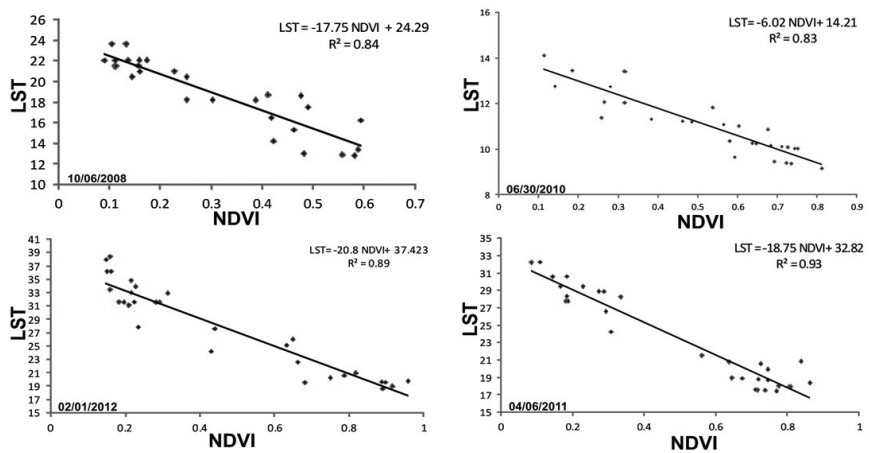 26
24
22
20
18
16
14
12
10
LST
LST = -17.75 NDVI + 24.29
R² = 0.84
10/06/2008
0 0.1 0.2 0.3 0.4 0.5 0.6 0.7
NDVI
16
14
12
10
8
LST
LST = -6.02 NDVI+ 14.21
R² = 0.83
06/30/2010
0 0.1 0.2 0.3 0.4 0.5 0.6 0.7 0.8 0.9
NDVI
41
39
37
35
33
31
29
27
25
23
21
19
17
15
LST
LST= -20.8 NDVI+ 37.423
R² = 0.89
02/01/2012
0 0.2 0.4 0.6 0.8 1
NDVI
35
33
31
29
27
25
23
21
19
17
15
LST
LST = -18.75 NDVI+ 32.82
R² = 0.93
04/06/2011
0 0.2 0.4 0.6 0.8 1
NDVI